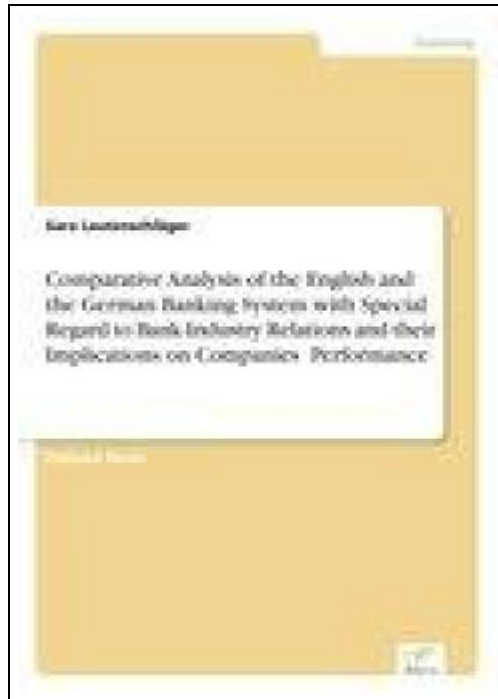 Sara Lautenschläger
Comparative Analysis of the English and
the German Banking System with Special
Regard to Bank-Industry Relations and their
Implications on Companies Performance